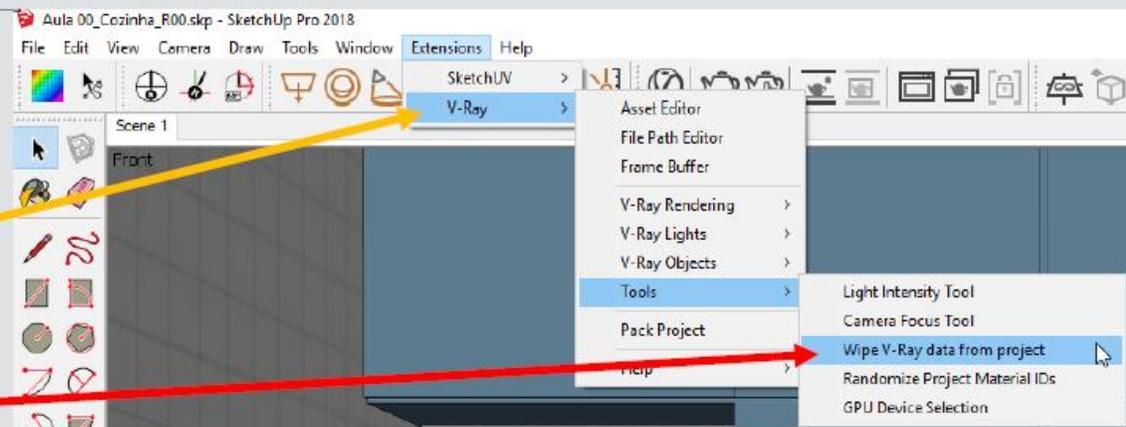 Aula 00_Cozinha_R00.skp - SketchUp Pro 2018
File Edit View Camera Draw Tools Window Extensions Help
SketchUV
V-Ray
Scene 1
Front
Asset Editor
File Path Editor
Frame Buffer
V-Ray Rendering
V-Ray Lights
V-Ray Objects
Tools
Pack Project
Help
Light Intensity Tool
Camera Focus Tool
Wipe V-Ray data from project
Randomize Project Material IDs
GPU Device Selection